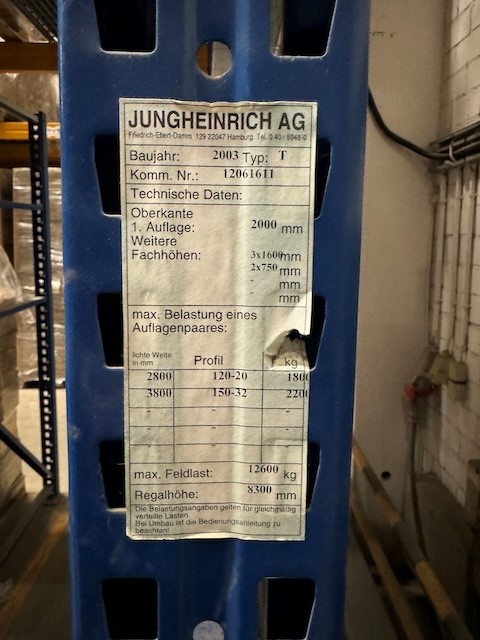 JUNGHEINRICH AG
Friedrich-Ebert-Damm 129 22047 Hamburg Tel. 0 40 / 6948-0
Baujahr: 2003 Typ: T
Komm. Nr.: 12061611
Technische Daten:
Oberkante
1. Auflage: 2000 mm
Weitere
Fachhöhen: 3x1600mm
2x750 mm
- mm
- mm
max. Belastung eines
Auflagenpaares:
lichte Weite
in mm Profil kg
2800 120-20 1800
3800 150-32 2200
- - -
- - -
- - -
max. Feldlast: 12600 kg
Regalhöhe: 8300 mm
Die Belastungsangaben gelten für gleichmäßig
verteilte Lasten.
Bei Umbau ist die Bedienungsanleitung zu
beachten!